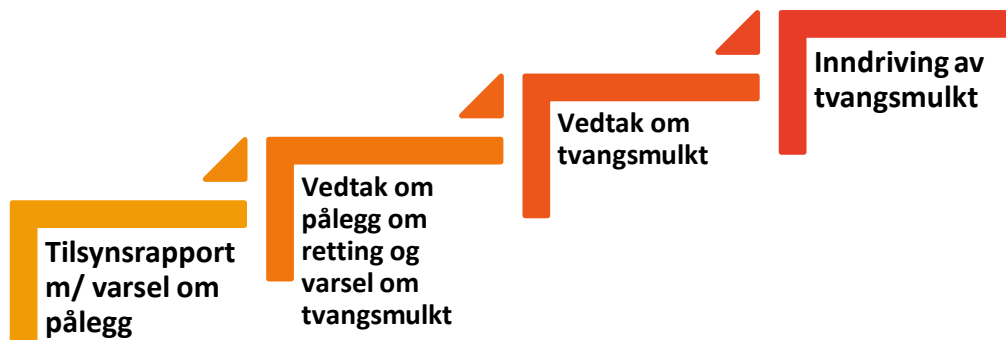 Tilsynsrapport
m/ varsel om
pålegg
Vedtak om
pålegg om
retting og
varsel om
tvangsmulkt
Vedtak om
tvangsmulkt
Inndriving av
tvangsmulkt